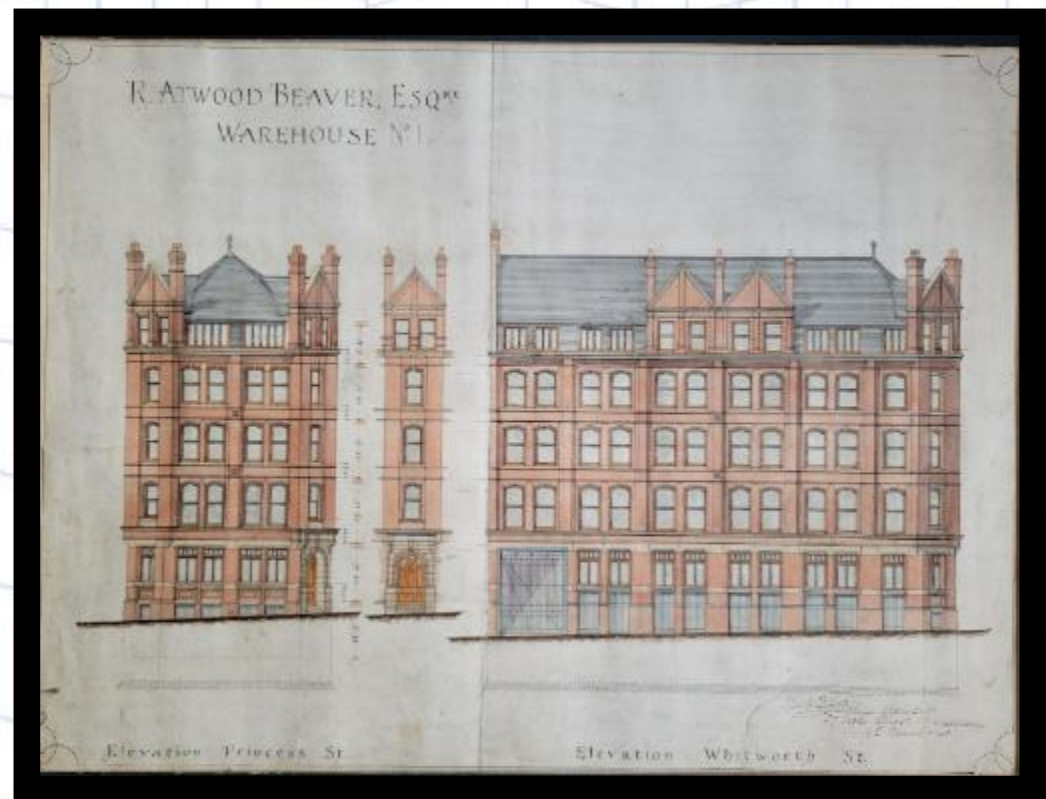 R. ATWOOD BEAVER, ESQRE
WAREHOUSE No 1.
Elevation Princess St
Elevation Whitworth St.